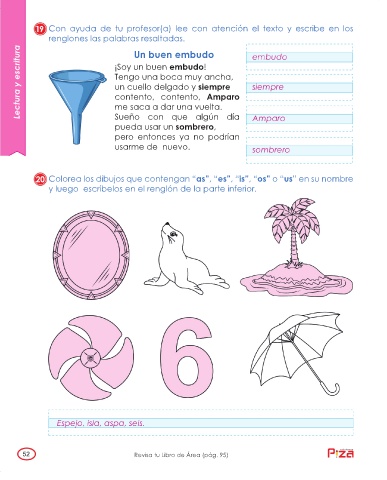 Lectura y escritura
19 Con ayuda de tu profesor(a) lee con atención el texto y escribe en los
renglones las palabras resaltadas.
Un buen embudo
¡Soy un buen embudo!
Tengo una boca muy ancha,
un cuello delgado y siempre
contento, contento, Amparo
me saca a dar una vuelta.
Sueño con que algún día
pueda usar un sombrero,
pero entonces ya no podrían
usarme de nuevo.
embudo
siempre
Amparo
sombrero
20 Colorea los dibujos que contengan “as”, “es”, “is”, “os” o “us” en su nombre
y luego escríbelos en el renglón de la parte inferior.
6
Espejo, isla, aspa, seis.
52
Revisa tu Libro de Área (pág. 95)